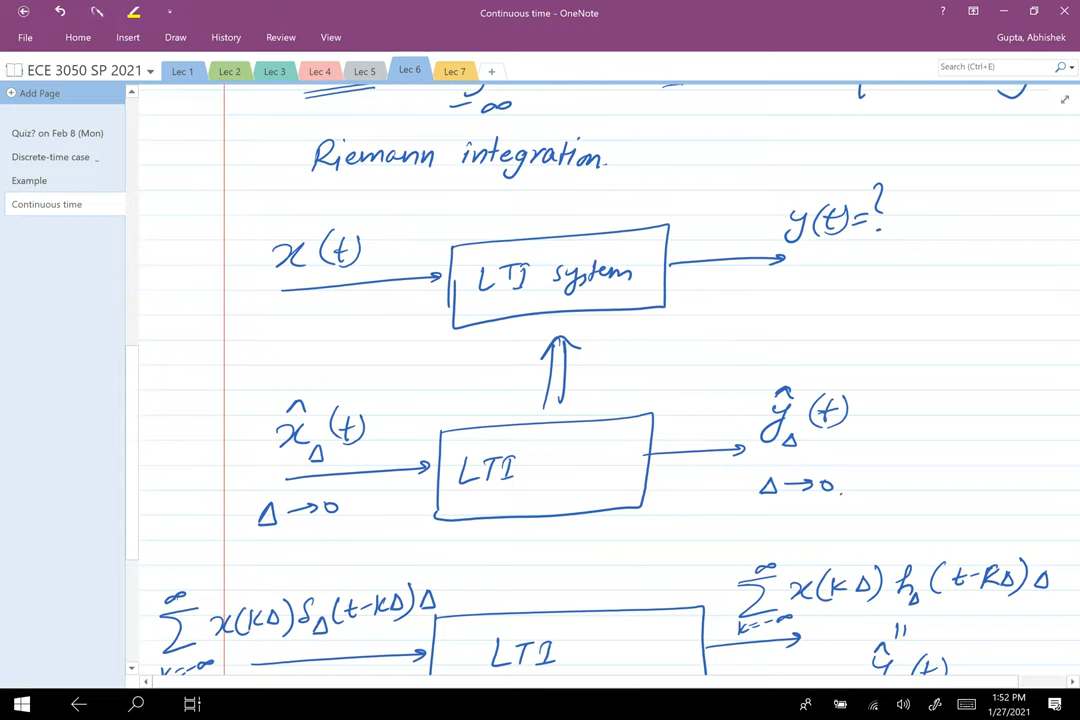 Continuous time - OneNote
?
File Home Insert Draw History Review View
Gupta, Abhishek
ECE 3050 SP 2021
Lec 1 Lec 2 Lec 3 Lec 4 Lec 5 Lec 6 Lec 7 +
Search (Ctrl+E)
Add Page
Quiz? on Feb 8 (Mon)
Discrete-time case _
Example
Continuous time
-∞
Riemann integration.
x(t)
LTI system
y(t)=?
x̂_Δ(t)
LTI
ŷ_Δ(t)
Δ→0
Δ→0.
∞
Σ x(kΔ)δ_Δ(t-kΔ)Δ
k=-∞
LTI
∞
Σ x(kΔ) h_Δ(t-kΔ)Δ
k=-∞
"
ŷ (t)
1:52 PM
1/27/2021